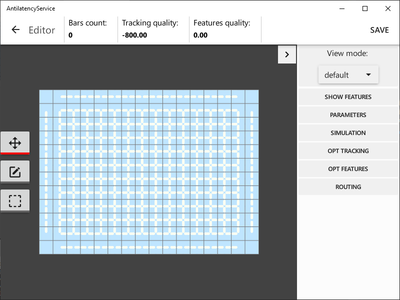 AntilatencyService
Editor
Bars count:
0
Tracking quality:
-800.00
Features quality:
0.00
SAVE
View mode:
default
SHOW FEATURES
PARAMETERS
SIMULATION
OPT TRACKING
OPT FEATURES
ROUTING